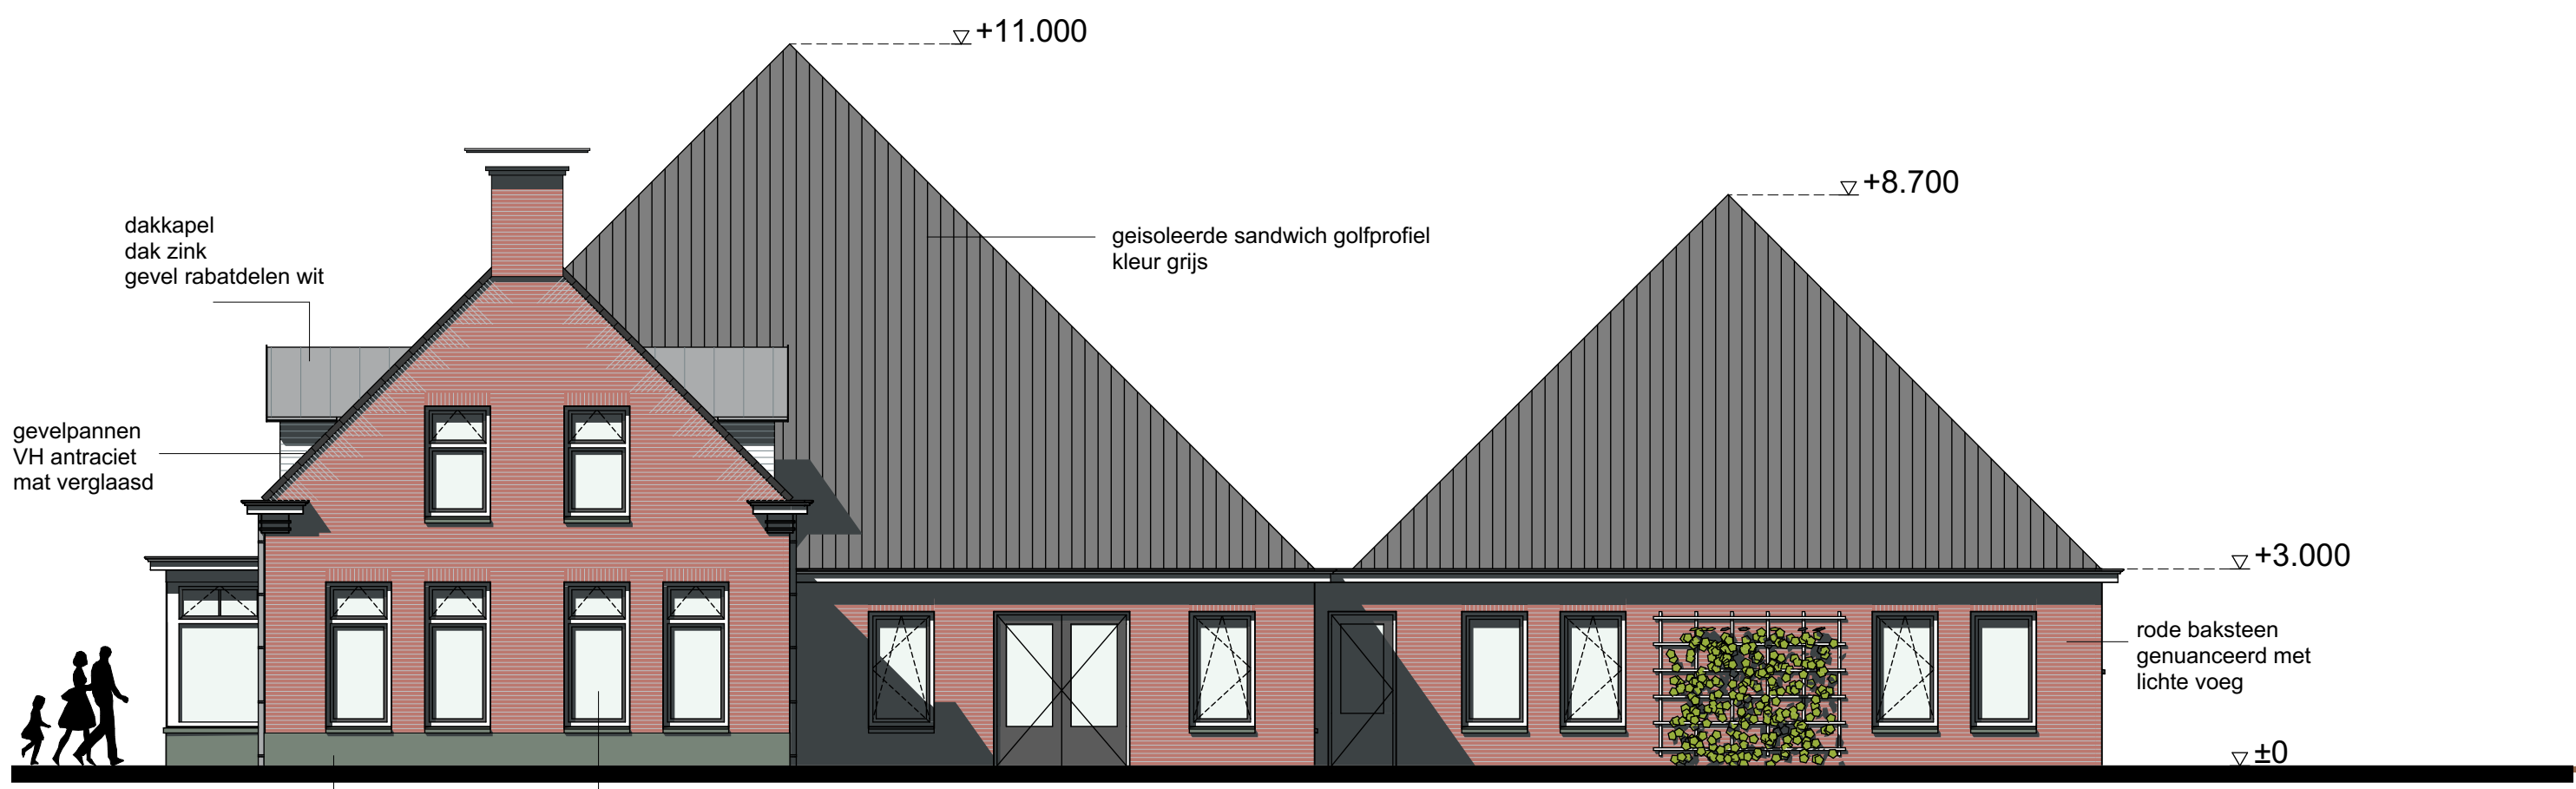 +11.000
+8.700
dakkapel
dak zink
gevel rabatdelen wit
geisoleerde sandwich golfprofiel
kleur grijs
gevelpannen
VH antraciet
mat verglaasd
+3.000
rode baksteen
genuanceerd met
lichte voeg
±0